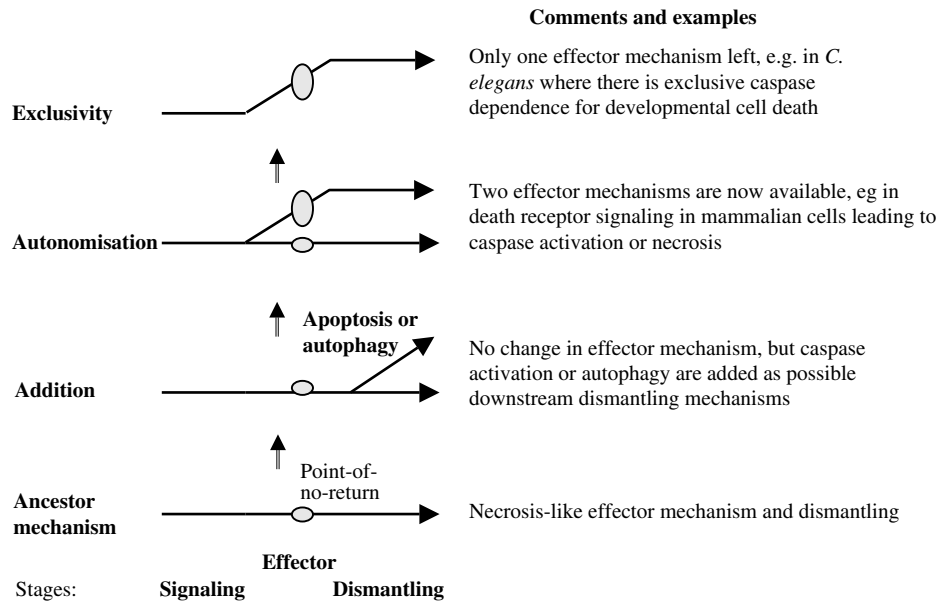 Comments and examples
Only one effector mechanism left, e.g. in C.
elegans where there is exclusive caspase
dependence for developmental cell death
Exclusivity
Two effector mechanisms are now available, eg in
death receptor signaling in mammalian cells leading to
caspase activation or necrosis
Autonomisation
Apoptosis or
autophagy
No change in effector mechanism, but caspase
activation or autophagy are added as possible
downstream dismantling mechanisms
Addition
Point-of-
no-return
Ancestor
mechanism
Necrosis-like effector mechanism and dismantling
Effector
Stages: Signaling Dismantling